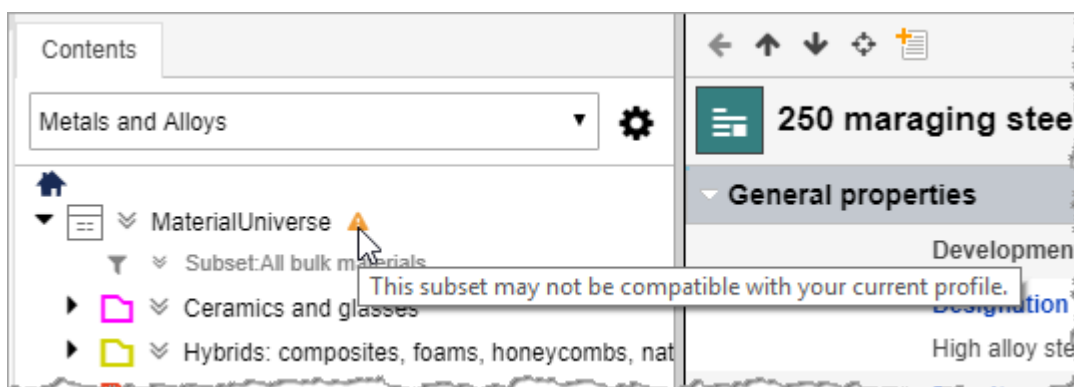 Contents
Metals and Alloys
MaterialUniverse
Subset:All bulk materials
Ceramics and glasses
Hybrids: composites, foams, honeycombs, nat
250 maraging stee
General properties
Developmen
This subset may not be compatible with your current profile.
Designation
High alloy ste